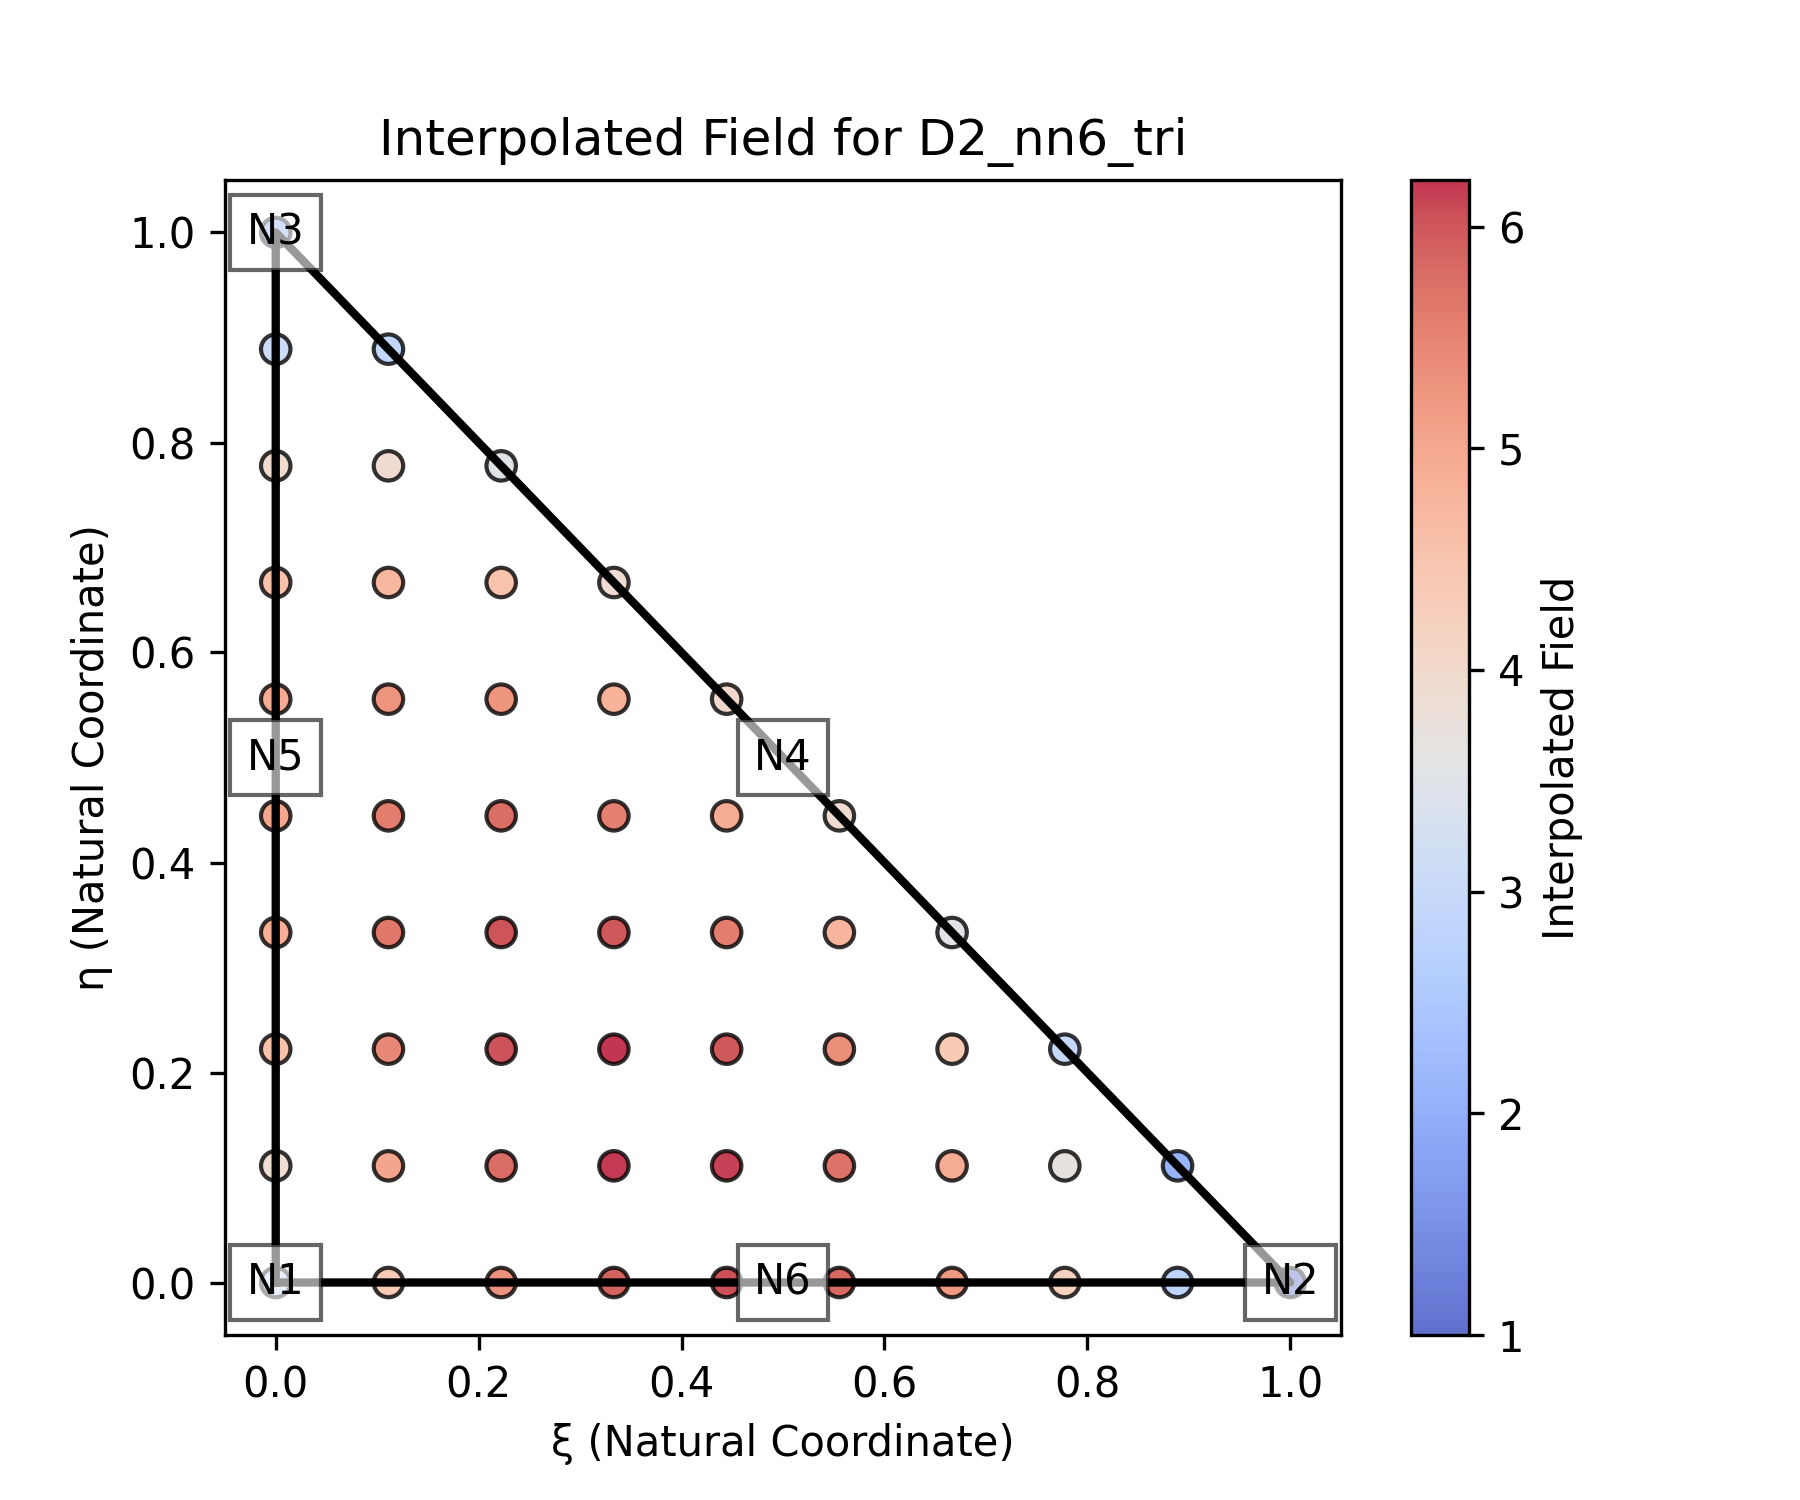 Interpolated Field for D2_nn6_tri
1.0
0.8
0.6
0.4
0.2
0.0
η (Natural Coordinate)
N3
N5
N4
N1
N6
N2
0.0 0.2 0.4 0.6 0.8 1.0
ξ (Natural Coordinate)
6
5
4
3
2
1
Interpolated Field